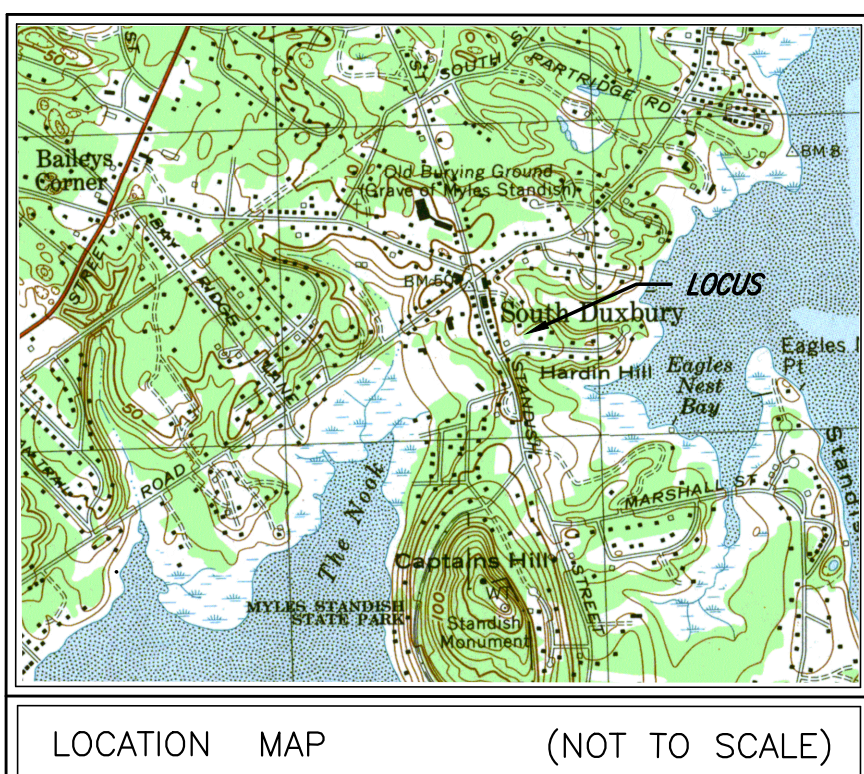 50
ST
ST
SOUTH
S PARTRIDGE RD
BM 8
Baileys
Corner
Old Burying Ground
(Grave of Myles Standish)
STREET
BAY RIDGE LANE
LOCUS
South Duxbury
Eagles
Pt
Hardin Hill
Eagles
Nest
Bay
50
STANDISH
STREET
ROAD
The Nook
MARSHALL ST
Captains Hill
WT
100
MYLES STANDISH
STATE PARK
Standish
Monument
LOCATION MAP (NOT TO SCALE)